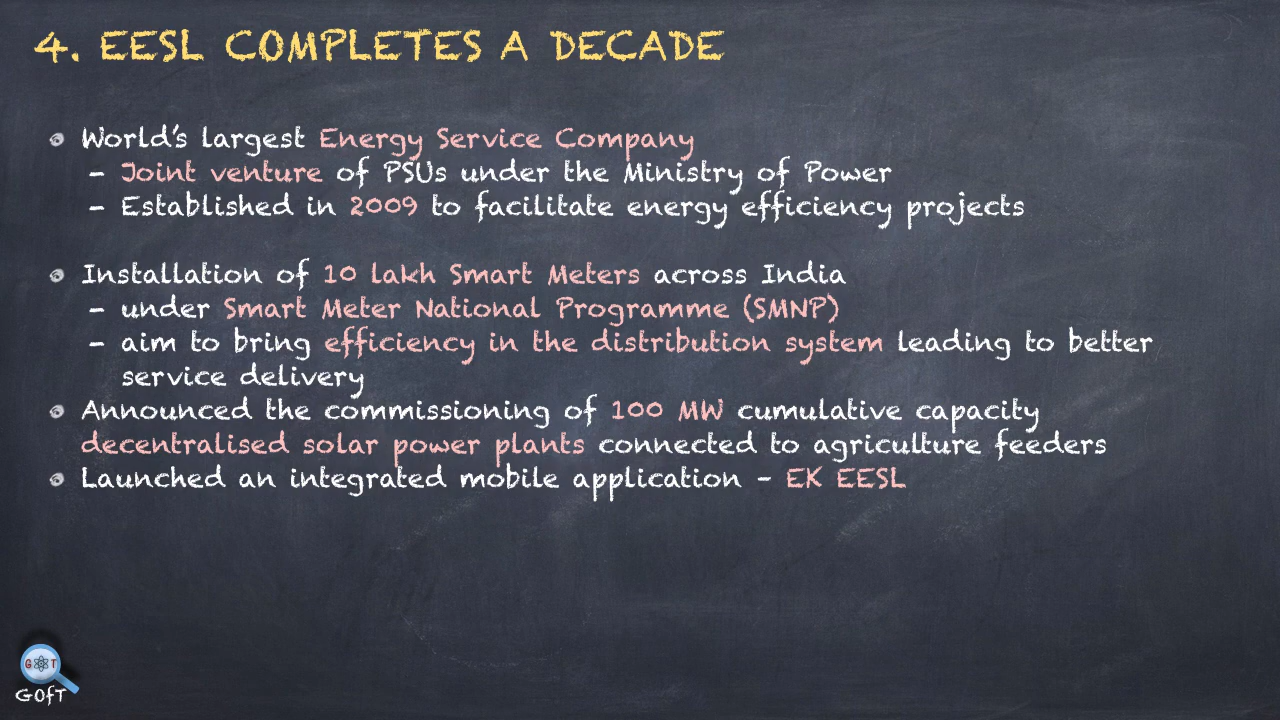 4. EESL COMPLETES A DECADE
World's largest Energy Service Company
- Joint venture of PSUs under the Ministry of Power
- Established in 2009 to facilitate energy efficiency projects
Installation of 10 lakh Smart Meters across India
- under Smart Meter National Programme (SMNP)
- aim to bring efficiency in the distribution system leading to better
service delivery
Announced the commissioning of 100 MW cumulative capacity
decentralised solar power plants connected to agriculture feeders
Launched an integrated mobile application - EK EESL
G T
GOfT